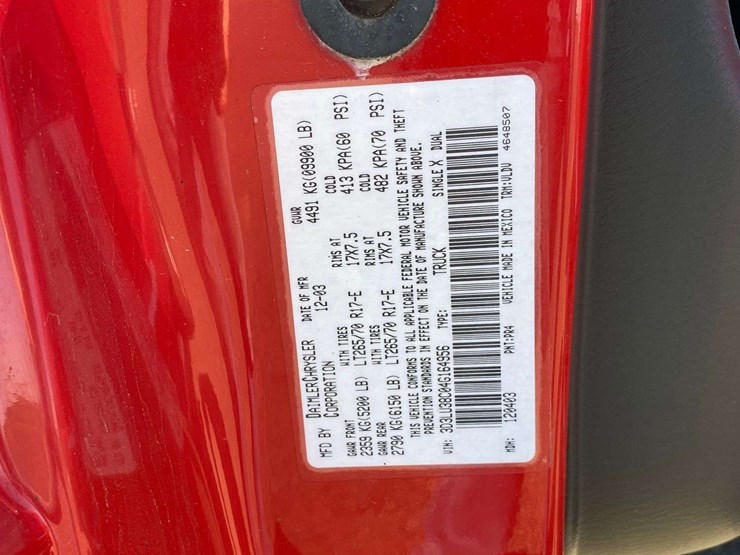 MFD BY DAIMLERCHRYSLER CORPORATION DATE OF MFR 12-03 GVWR 4491 KG(09900 LB)
GAWR FRONT WITH TIRES RIMS AT COLD
2359 KG(5200 LB) LT265/70 R17-E 17X7.5 413 KPA(60 PSI)
GAWR REAR WITH TIRES RIMS AT COLD
2790 KG(6150 LB) LT265/70 R17-E 17X7.5 482 KPA(70 PSI)
THIS VEHICLE CONFORMS TO ALL APPLICABLE FEDERAL MOTOR VEHICLE SAFETY AND THEFT
PREVENTION STANDARDS IN EFFECT ON THE DATE OF MANUFACTURE SHOWN ABOVE.
VIN: 3D3LU38C04G164956 TYPE: TRUCK SINGLE X DUAL
MDH: 120403 PNT:PR4 VEHICLE MADE IN MEXICO TRM:VLDV 4648507